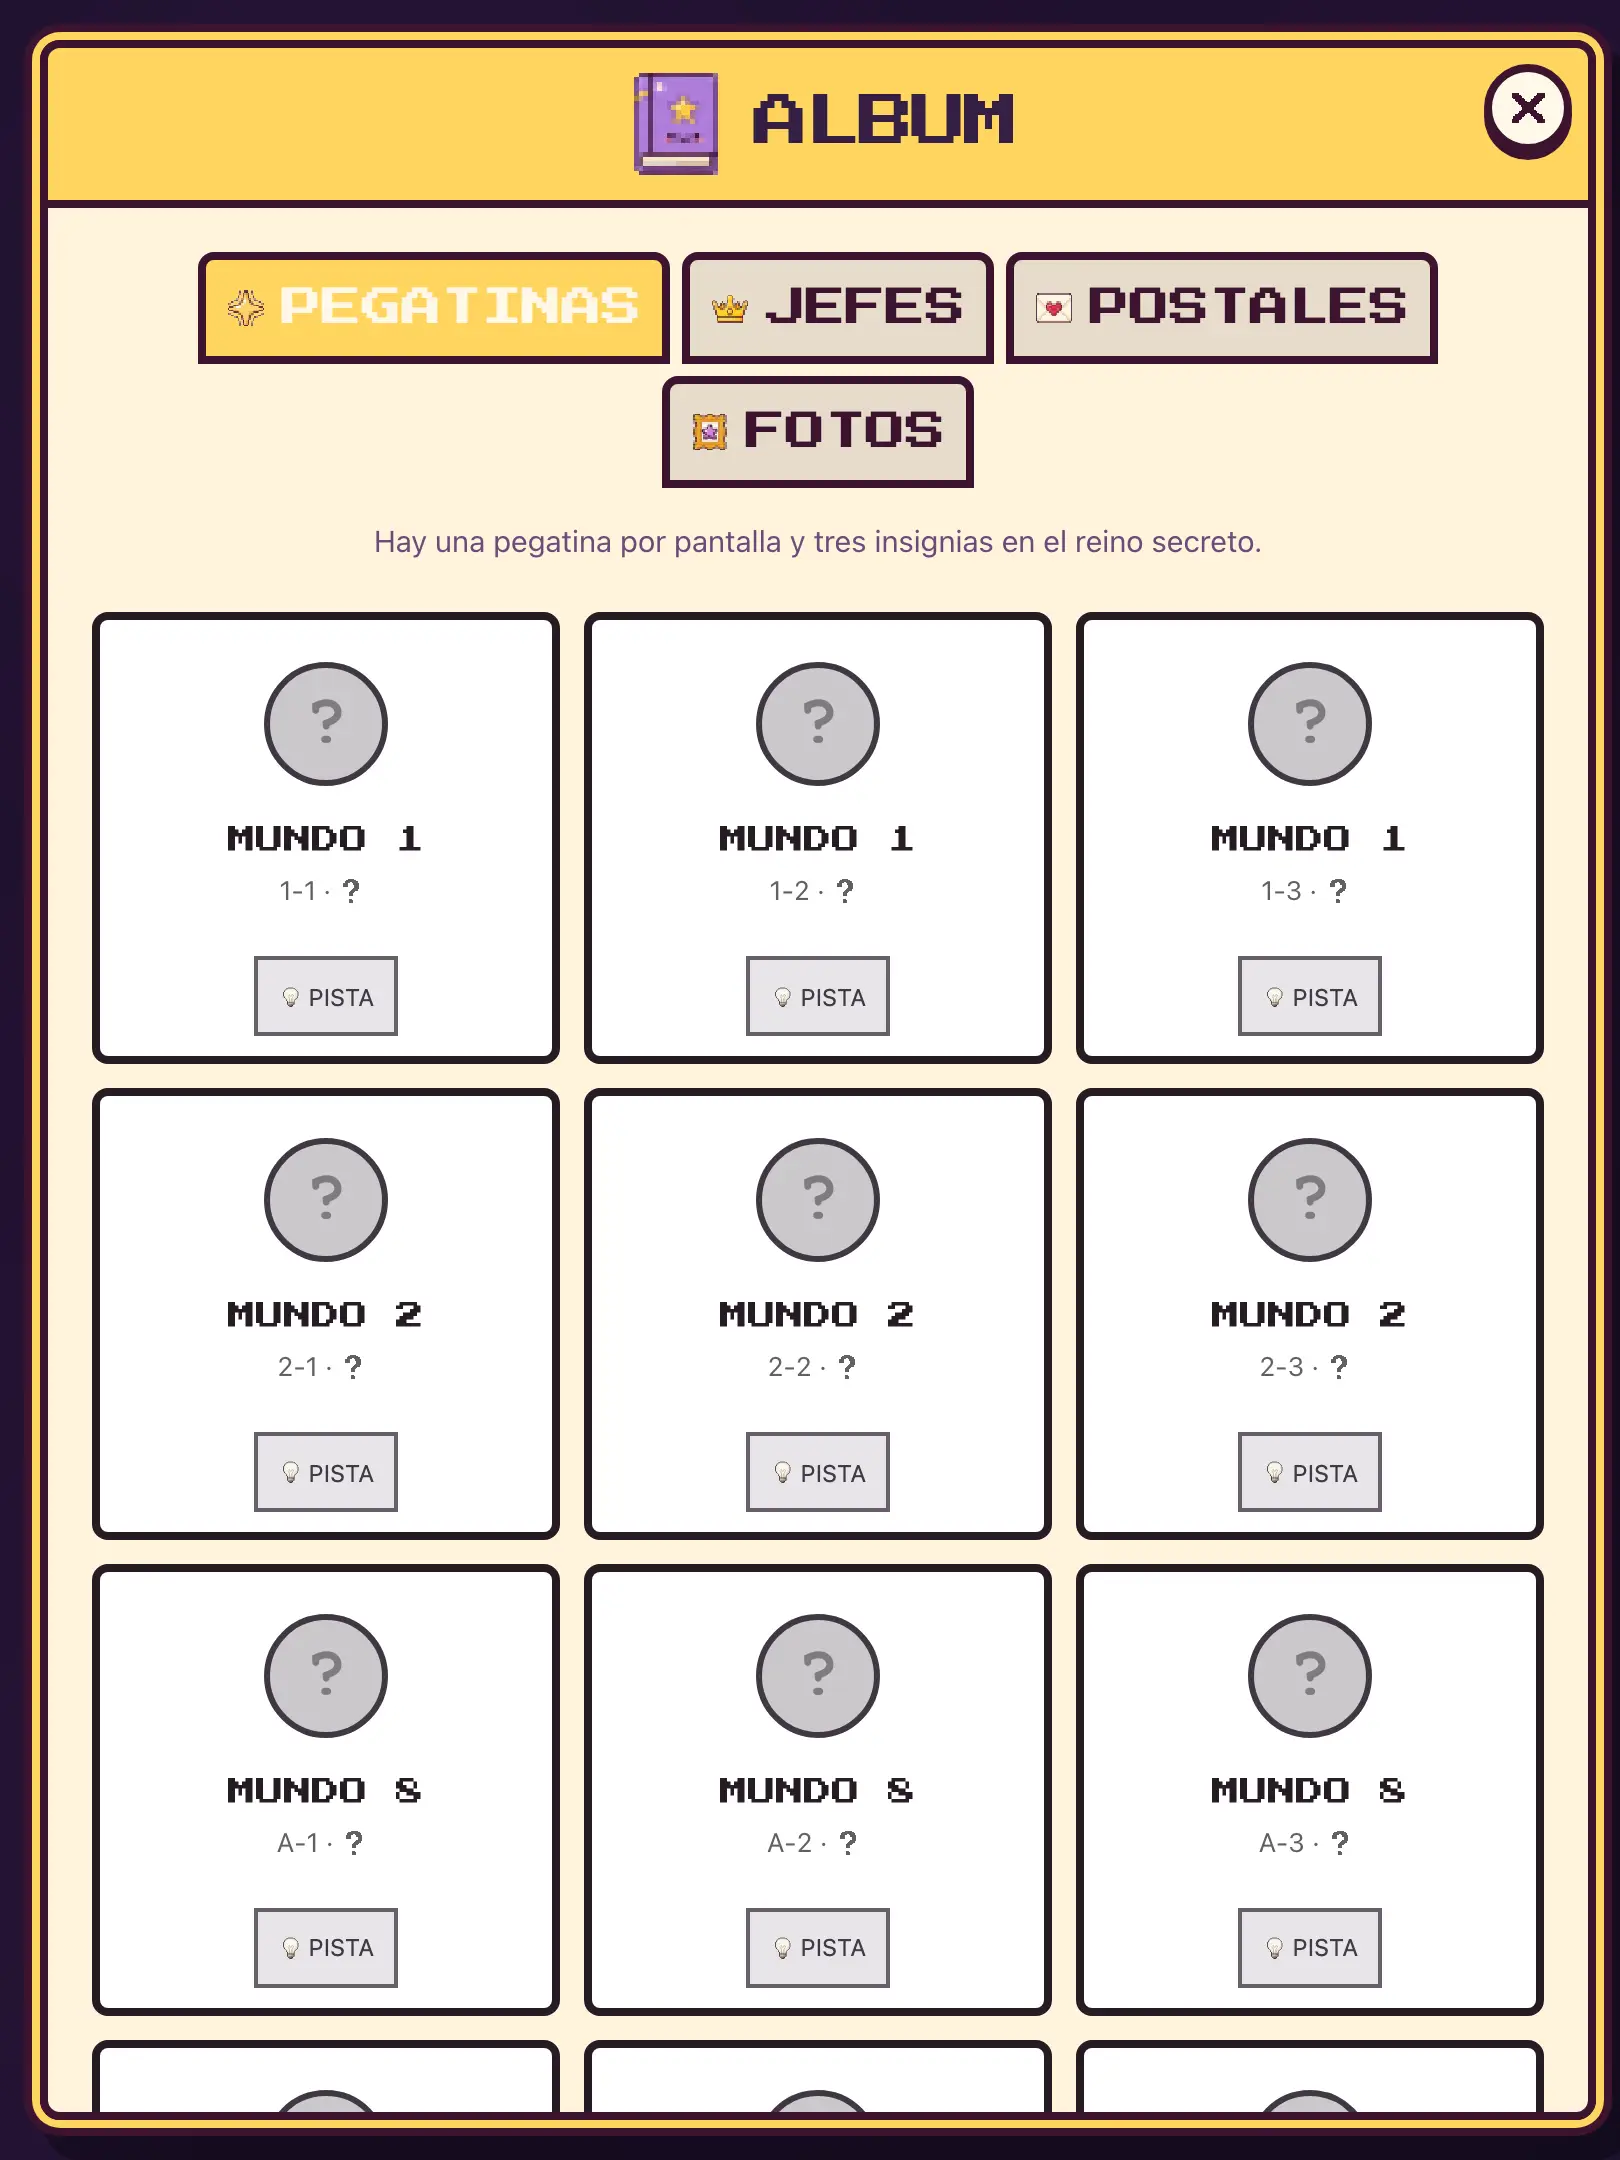 ALBUM
PEGATINAS
JEFES
POSTALES
FOTOS
Hay una pegatina por pantalla y tres insignias en el reino secreto.
? ? ?
MUNDO 1 MUNDO 1 MUNDO 1
1-1 · ? 1-2 · ? 1-3 · ?
PISTA PISTA PISTA
? ? ?
MUNDO 2 MUNDO 2 MUNDO 2
2-1 · ? 2-2 · ? 2-3 · ?
PISTA PISTA PISTA
? ? ?
MUNDO 8 MUNDO 8 MUNDO 8
A-1 · ? A-2 · ? A-3 · ?
PISTA PISTA PISTA